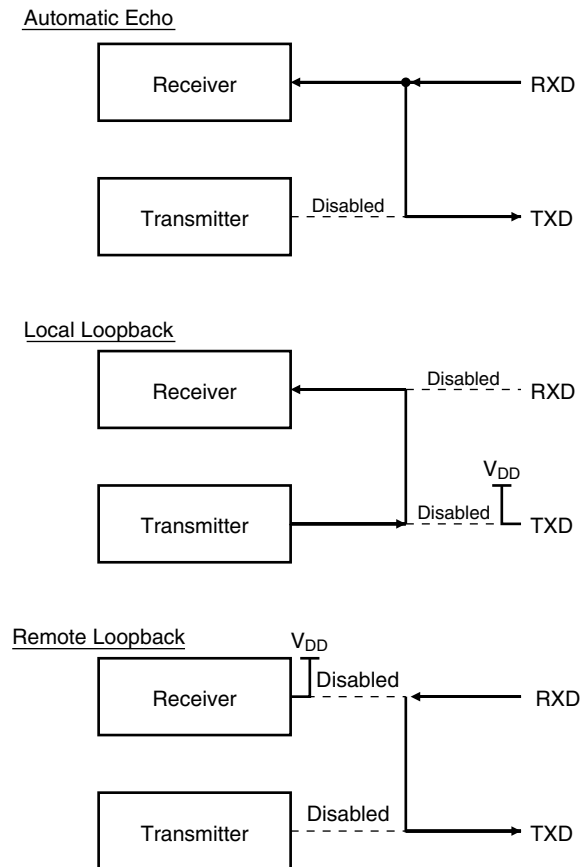 Automatic Echo
Receiver
RXD
Transmitter
Disabled
TXD
Local Loopback
Receiver
Disabled
RXD
VDD
Transmitter
Disabled
TXD
Remote Loopback
VDD
Receiver
Disabled
RXD
Transmitter
Disabled
TXD